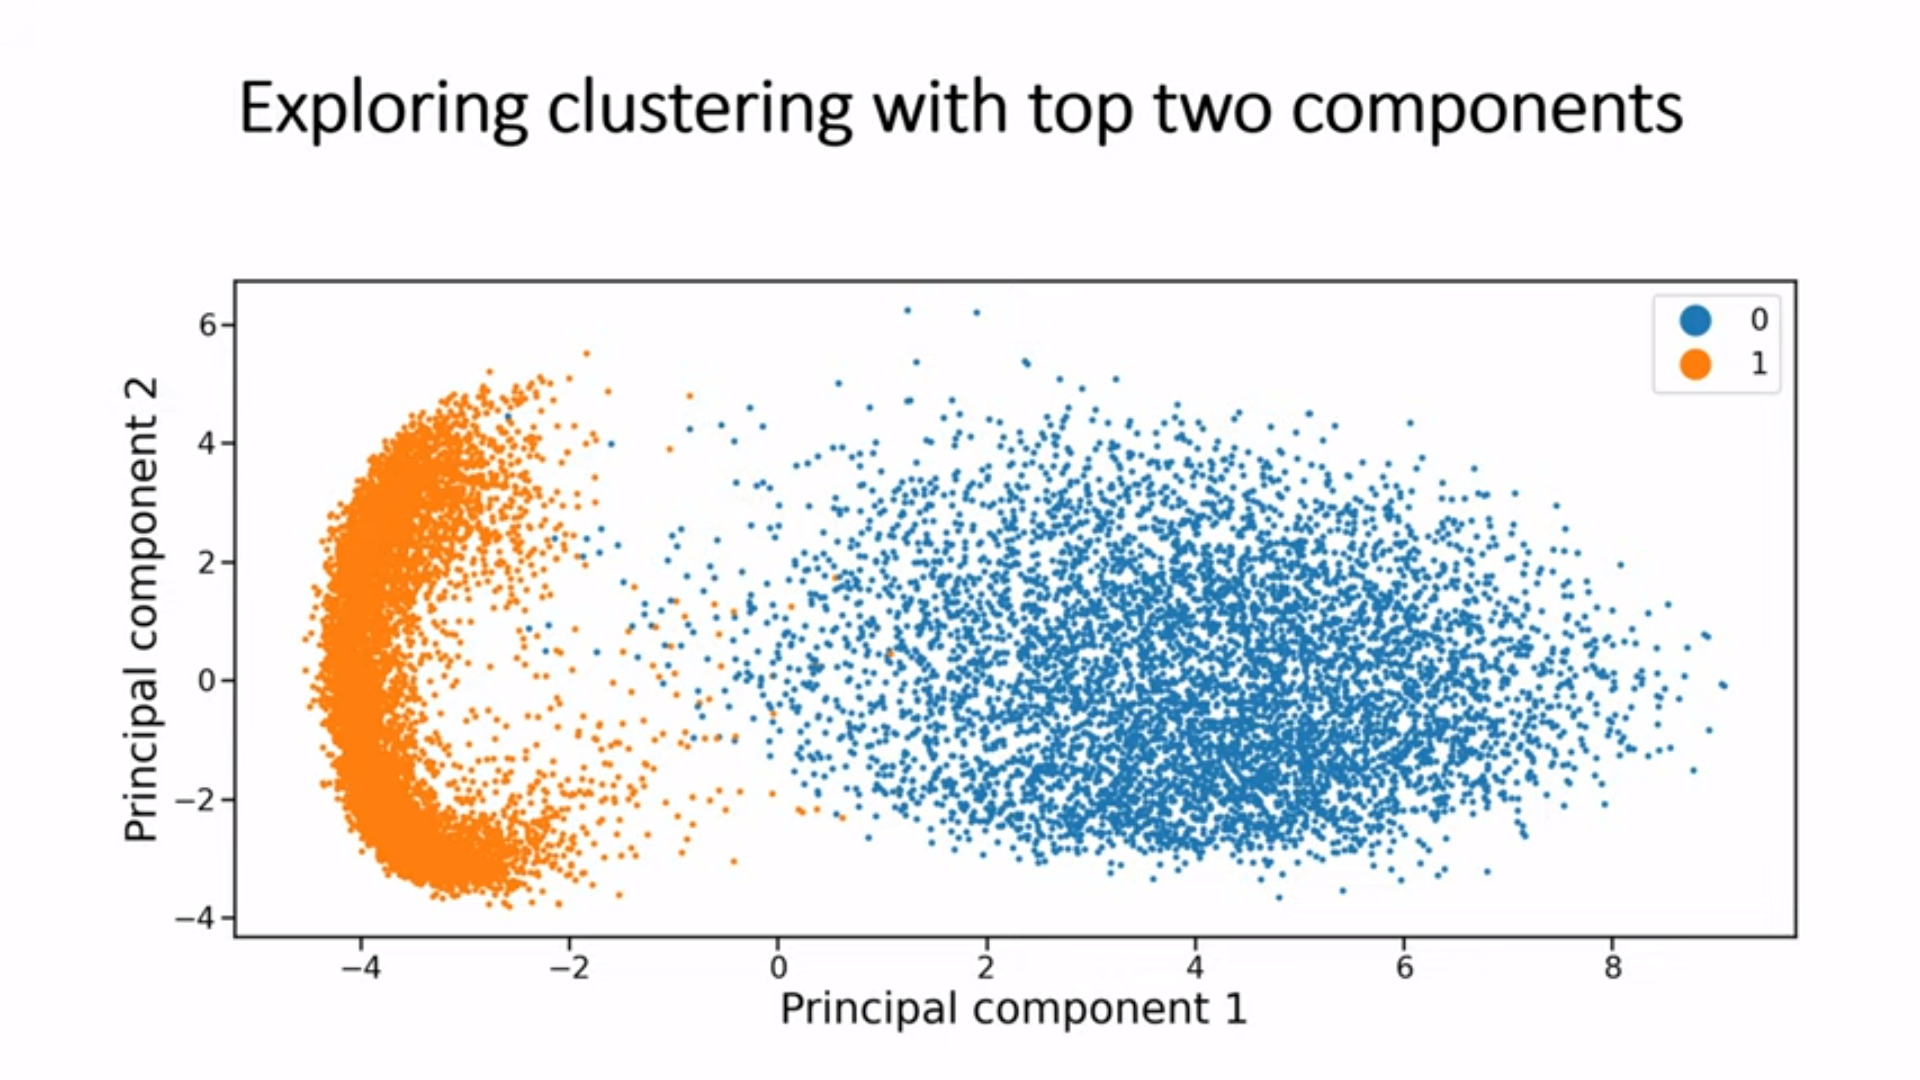 Exploring clustering with top two components
0
1
Principal component 2
6
4
2
0
−2
−4
−4 −2 0 2 4 6 8
Principal component 1